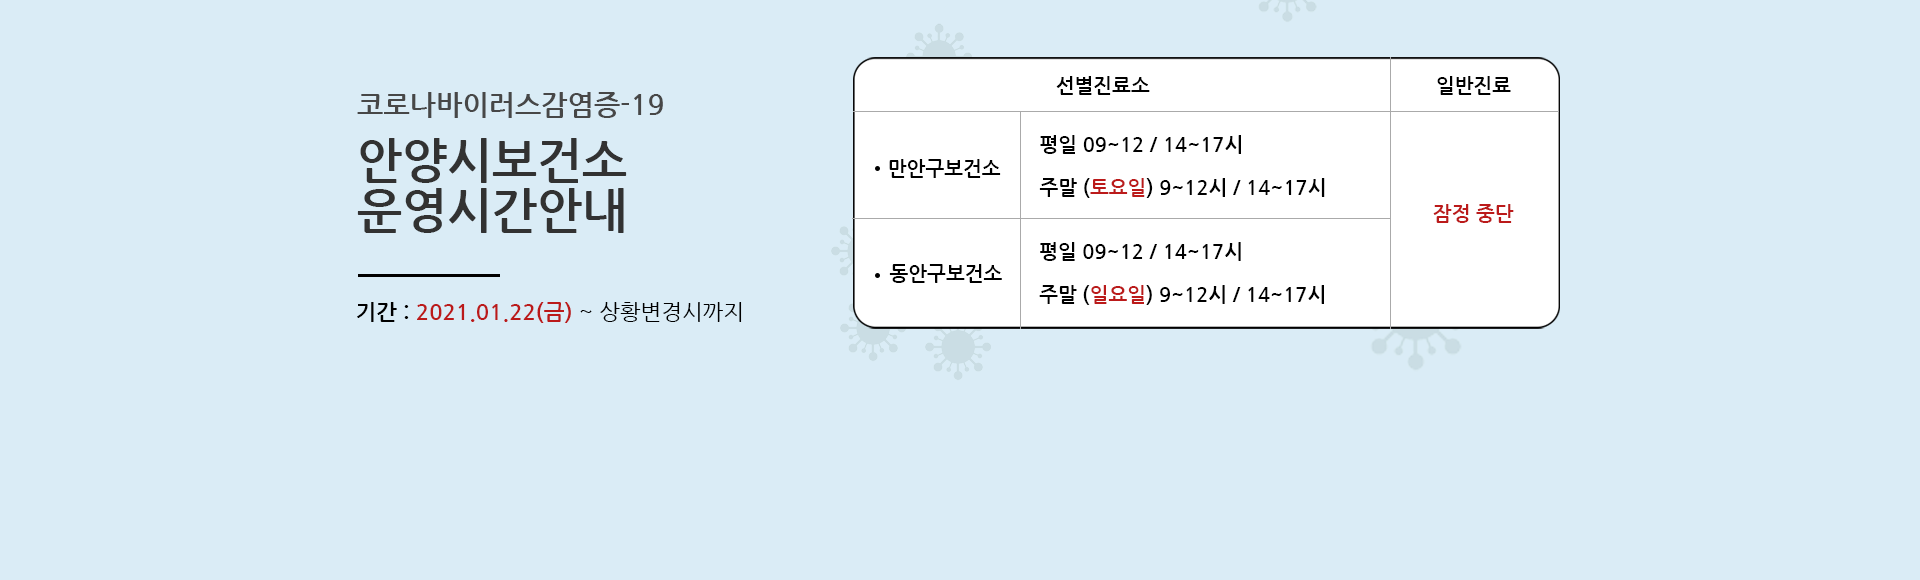 코로나바이러스감염증-19
안양시보건소
운영시간안내
기간 : 2021.01.22(금) ~ 상황변경시까지
선별진료소
일반진료
• 만안구보건소
평일 09~12 / 14~17시
주말 (토요일) 9~12시 / 14~17시
잠정 중단
• 동안구보건소
평일 09~12 / 14~17시
주말 (일요일) 9~12시 / 14~17시